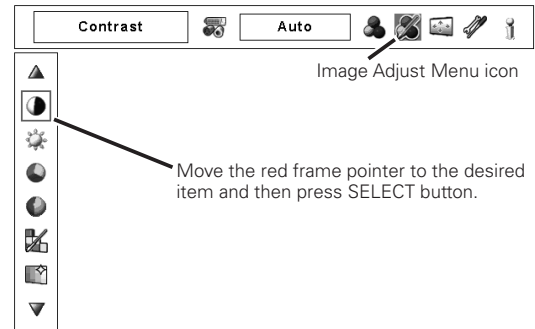 Contrast
Auto
Image Adjust Menu icon
Move the red frame pointer to the desired
item and then press SELECT button.